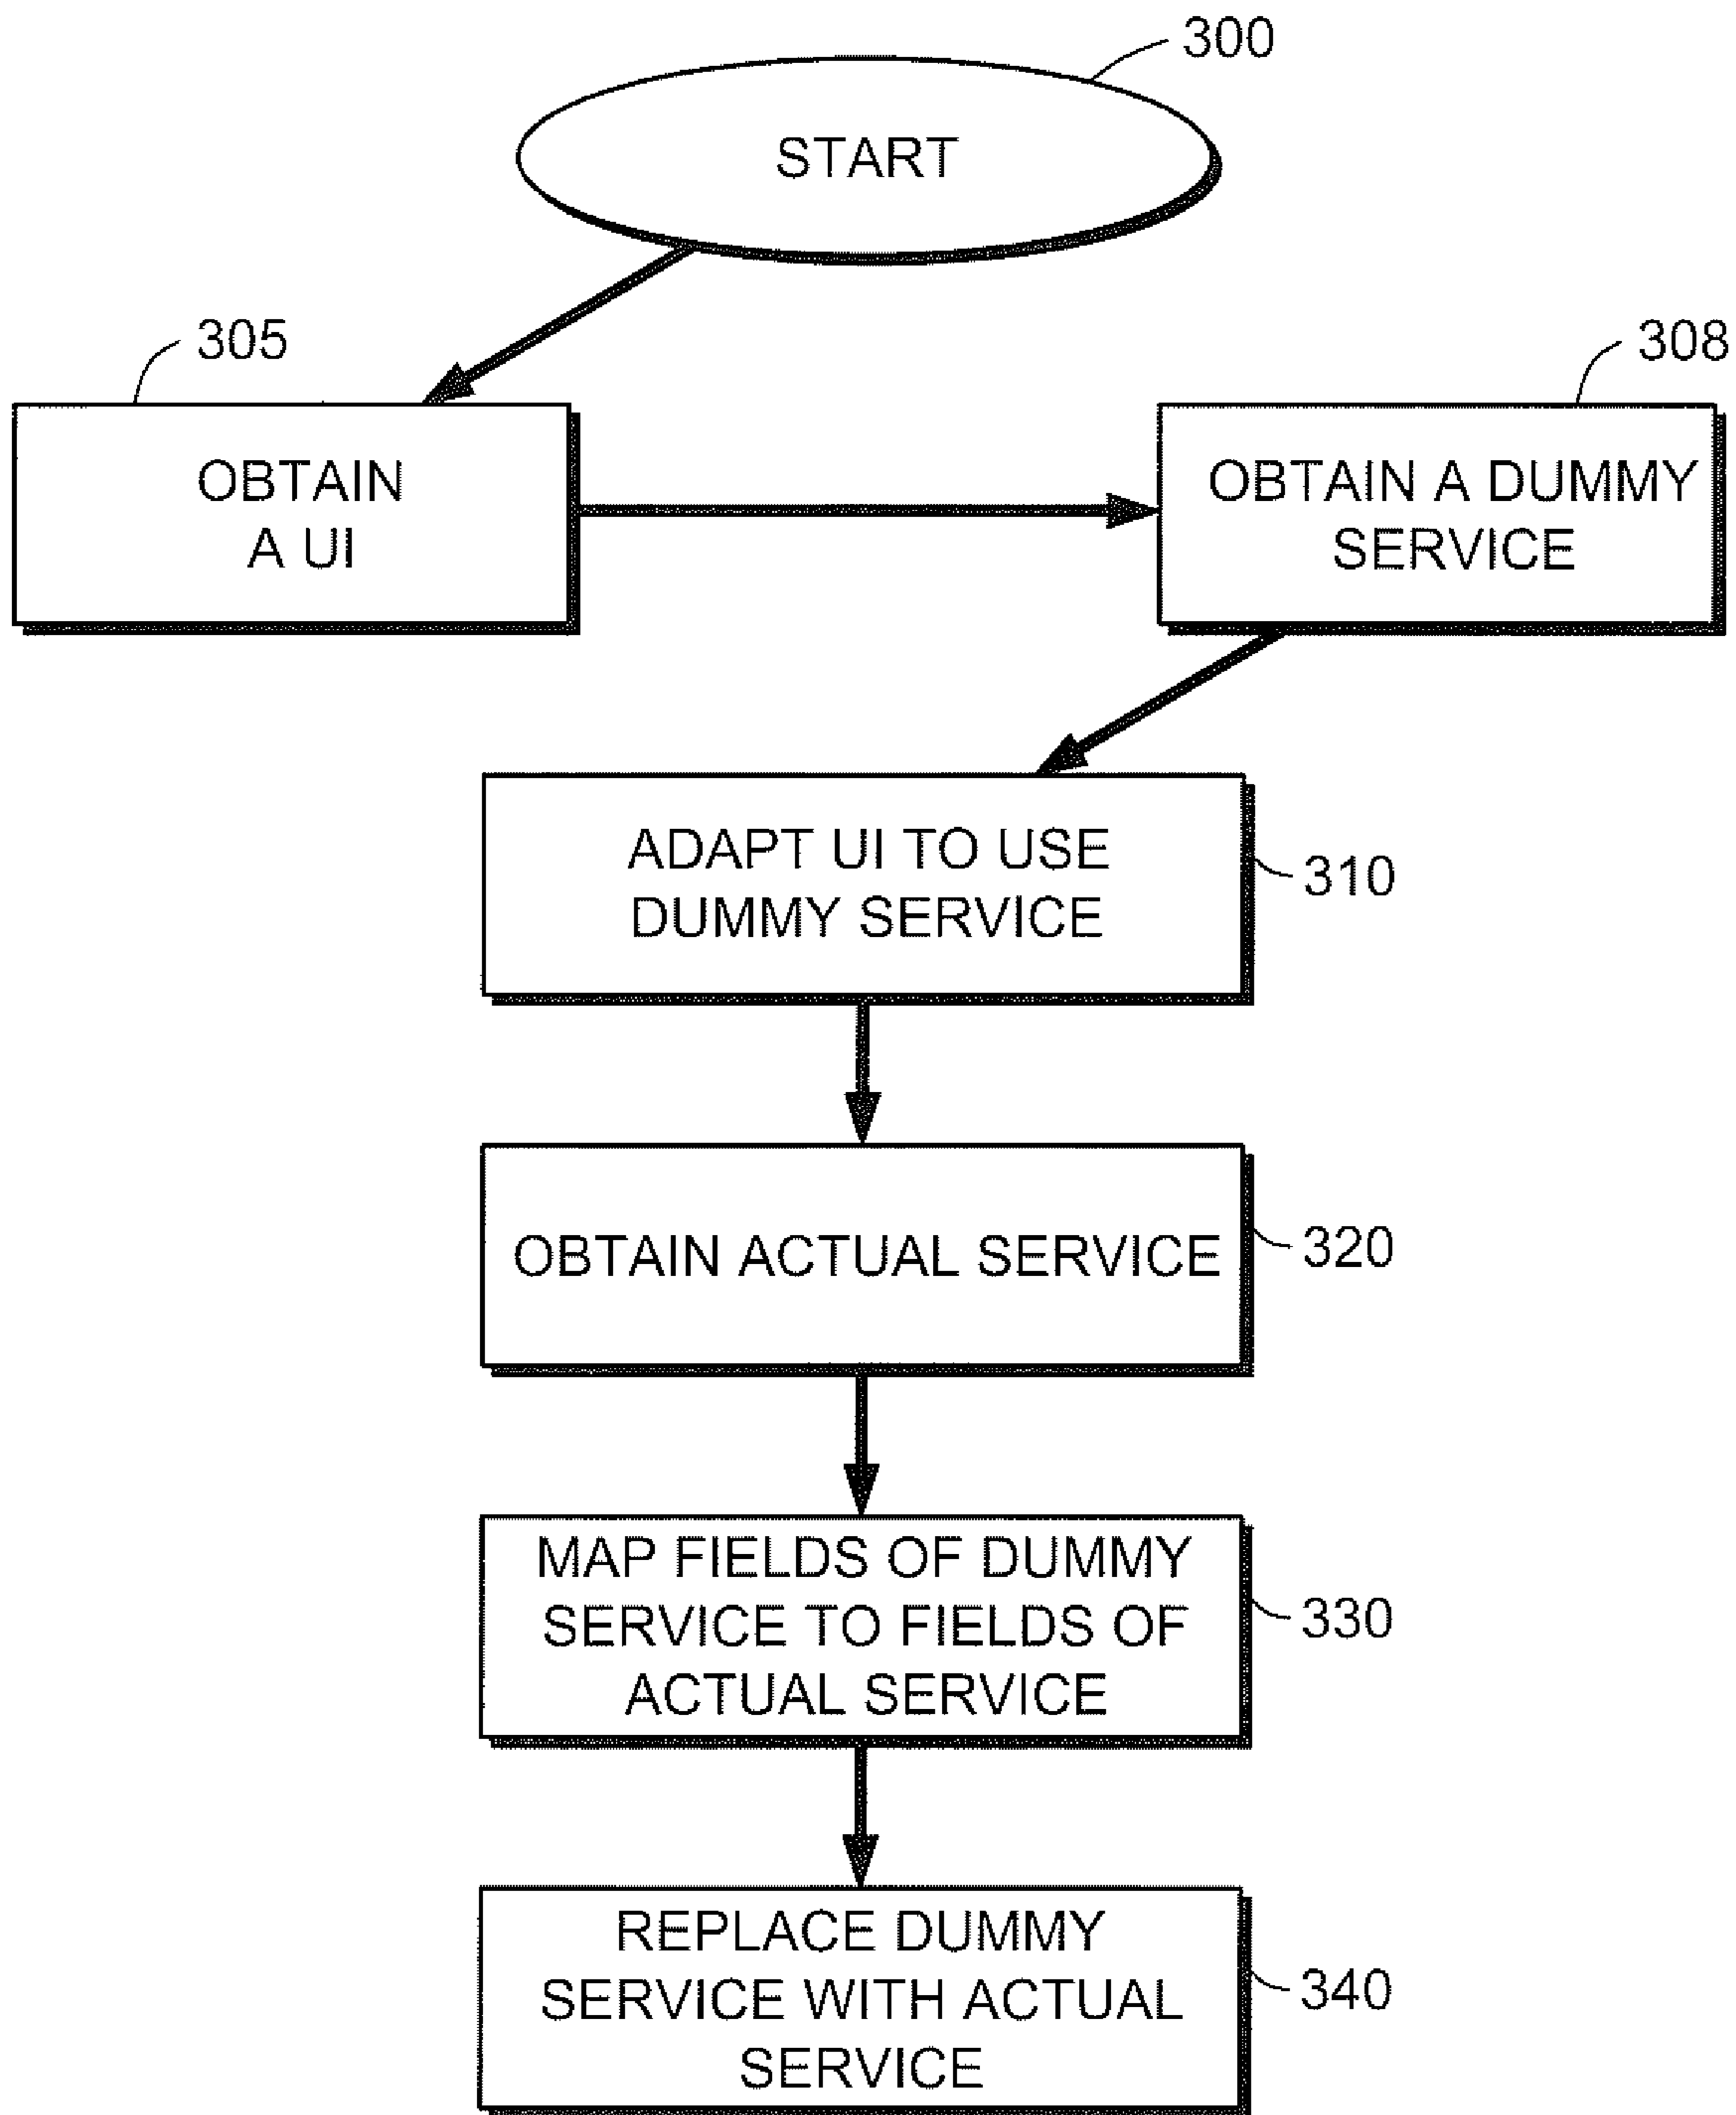 300
START
305
308
OBTAIN
A UI
OBTAIN A DUMMY
SERVICE
ADAPT UI TO USE
DUMMY SERVICE
310
OBTAIN ACTUAL SERVICE
320
MAP FIELDS OF DUMMY
SERVICE TO FIELDS OF
ACTUAL SERVICE
330
REPLACE DUMMY
SERVICE WITH ACTUAL
SERVICE
340